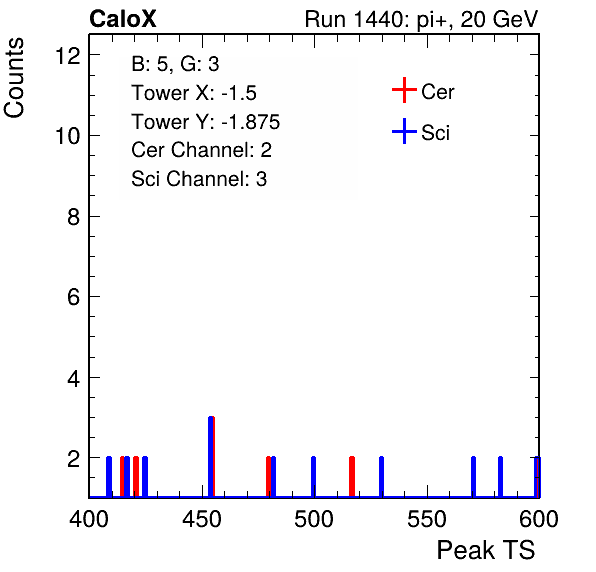 CaloX
Run 1440: pi+, 20 GeV
Counts
12
10
8
6
4
2
B: 5, G: 3
Tower X: -1.5
Tower Y: -1.875
Cer Channel: 2
Sci Channel: 3
Cer
Sci
400 450 500 550 600
Peak TS